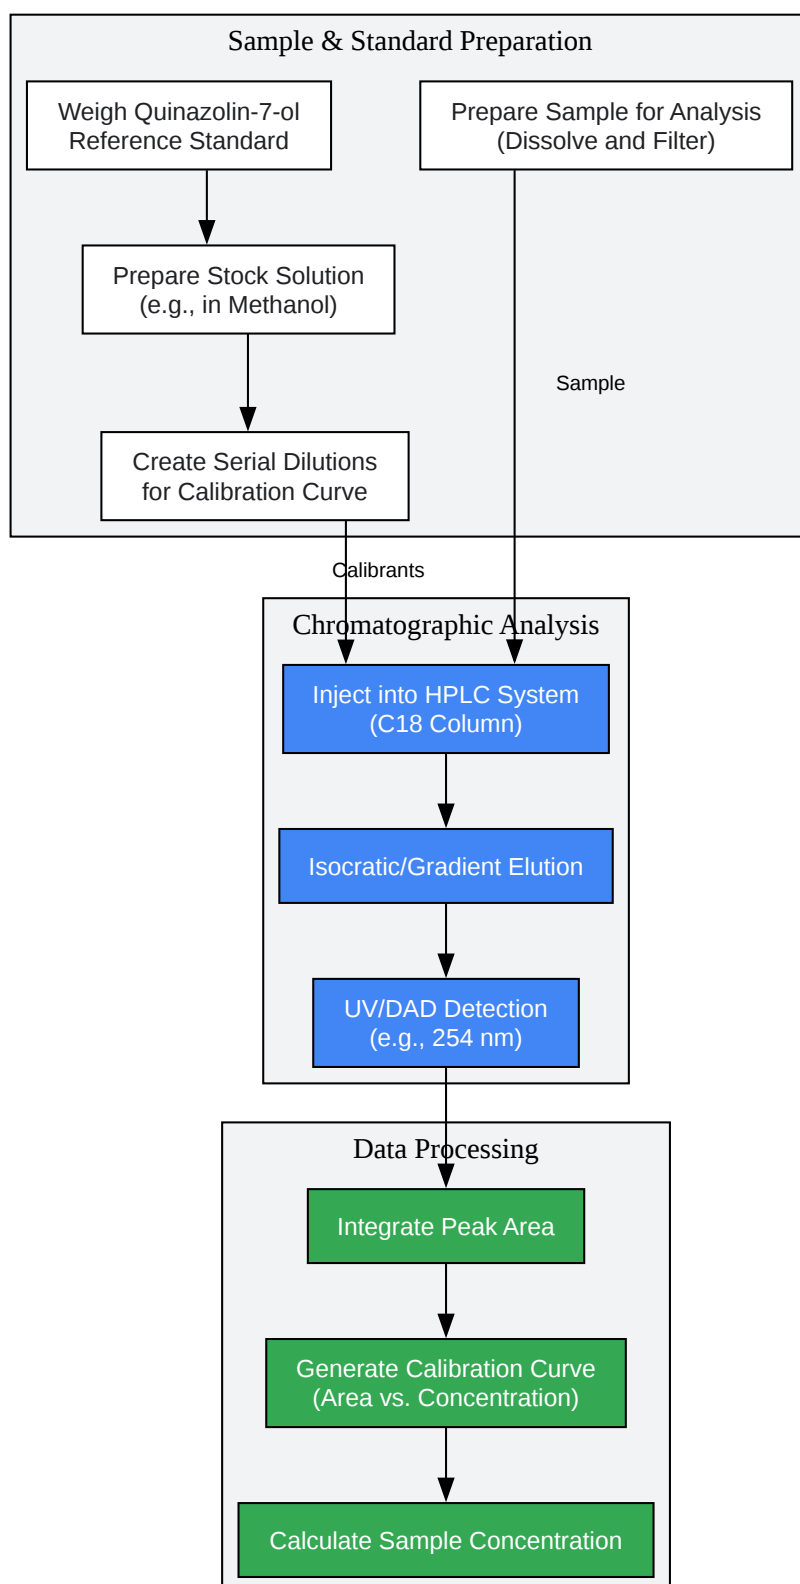 Sample & Standard Preparation
Weigh Quinazolin-7-ol
Reference Standard
Prepare Sample for Analysis
(Dissolve and Filter)
Prepare Stock Solution
(e.g., in Methanol)
Sample
Create Serial Dilutions
for Calibration Curve
Calibrants
Chromatographic Analysis
Inject into HPLC System
(C18 Column)
Isocratic/Gradient Elution
UV/DAD Detection
(e.g., 254 nm)
Data Processing
Integrate Peak Area
Generate Calibration Curve
(Area vs. Concentration)
Calculate Sample Concentration